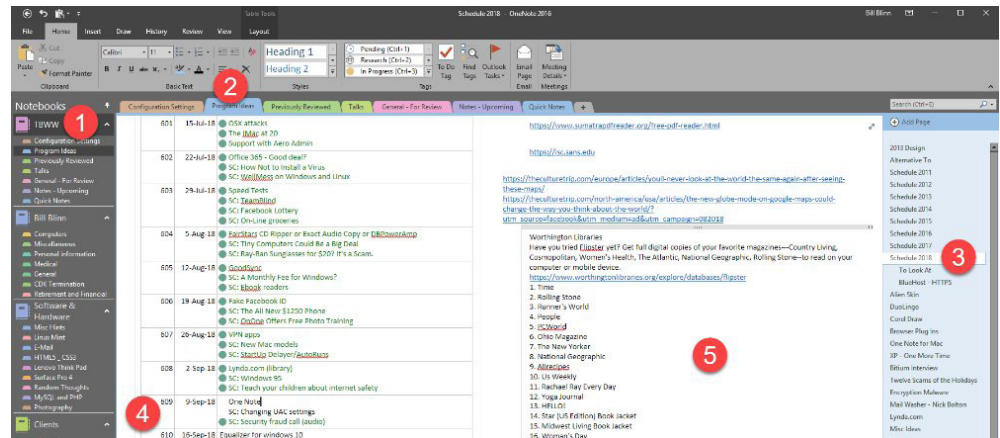 Table Tools
Schedule 2018 - OneNote 2016
Bill Blinn
File Home Insert Draw History Review View Layout
Paste
Cut
Copy
Format Painter
Clipboard
Calibri 11
B I U abc
Basic Text
Heading 1
Heading 2
Styles
Pending (Ctrl+1)
Research (Ctrl+2)
In Progress (Ctrl+3)
Tags
To Do Tag
Find Tags
Outlook Tasks
Email Page
Email
Meeting Details
Meetings
Notebooks
Configuration Settings
Program Ideas
Previously Reviewed
Talks
General - For Review
Notes - Upcoming
Quick Notes
+
Search (Ctrl+E)
TBWW
Configuration Settings
Program Ideas
Previously Reviewed
Talks
General - For Review
Notes - Upcoming
Quick Notes
Bill Blinn
Computers
Miscellaneous
Personal information
Medical
General
CDI Termination
Retirement and Financial
Software &
Hardware
Misc Hints
Linux Mint
E-Mail
HTML5 _ CSS3
Lenovo Think Pad
Surface Pro 4
Random Thoughts
MySQL and PHP
Photography
Clients
601 15-Jul-18 OSX attacks
The iMac at 20
Support with Aero Admin
602 22-Jul-18 Office 365 - Good deal?
SC: How Not to Install a Virus
SC: WellMess on Windows and Linux
603 29-Jul-18 Speed Tests
SC: TeamBlind
SC: Facebook Lottery
SC: On-Line groceries
604 5-Aug-18 FairStars CD Ripper or Exact Audio Copy or DBPowerAmp
SC: Tiny Computers Could Be a Big Deal
SC: Ray-Ban Sunglasses for $20? It's a Scam.
605 12-Aug-18 GoodSync
SC: A Monthly Fee for Windows?
SC: Ebook readers
606 19-Aug-18 Fake Facebook ID
SC: The All New $1250 Phone
SC: OnOne Offers Free Photo Training
607 26-Aug-18 VPN apps
SC: New Mac models
SC: StartUp Delayer/AutoRuns
608 2-Sep-18 Lynda.com (library)
SC: Windows 95
SC: Teach your children about internet safety
609 9-Sep-18 One Note
SC: Changing UAC settings
SC: Security fraud call (audio)
610 16-Sep-18 Equalizer for windows 10
https://www.sumatrapdfreader.org/free-pdf-reader.html
https://isc.sans.edu
https://theculturetrip.com/europe/articles/youll-never-look-at-the-world-the-same-again-after-seeing-
these-maps/
https://theculturetrip.com/north-america/usa/articles/the-new-globe-mode-on-google-maps-could-
change-the-way-you-think-about-the-world/?
utm_source=facebook&utm_medium=ad&utm_campaign=082018
Worthington Libraries
Have you tried Flipster yet? Get full digital copies of your favorite magazines—Country Living,
Cosmopolitan, Women's Health, The Atlantic, National Geographic, Rolling Stone--to read on your
computer or mobile device.
https://www.worthingtonlibraries.org/explore/databases/flipster
1. Time
2. Rolling Stone
3. Runner's World
4. People
5. PCWorld
6. Ohio Magazine
7. The New Yorker
8. National Geographic
9. Allrecipes
10. Us Weekly
11. Rachael Ray Every Day
12. Yoga Journal
13. HELLO!
14. Star (US Edition) Book Jacket
15. Midwest Living Book Jacket
16. Woman's Day
Add Page
2010 Design
Alternative To
Schedule 2011
Schedule 2012
Schedule 2013
Schedule 2014
Schedule 2015
Schedule 2016
Schedule 2017
Schedule 2018
To Look At
BlueHost - HTTPS
Alien Skin
DuoLingo
Corel Draw
Browser Plug Ins
One Note for Mac
XP - One More Time
Bitium Interview
Twelve Scams of the Holidays
Encryption Malware
Mail Washer - Nick Bolton
Lynda.com
Misc Ideas
1
2
3
4
5